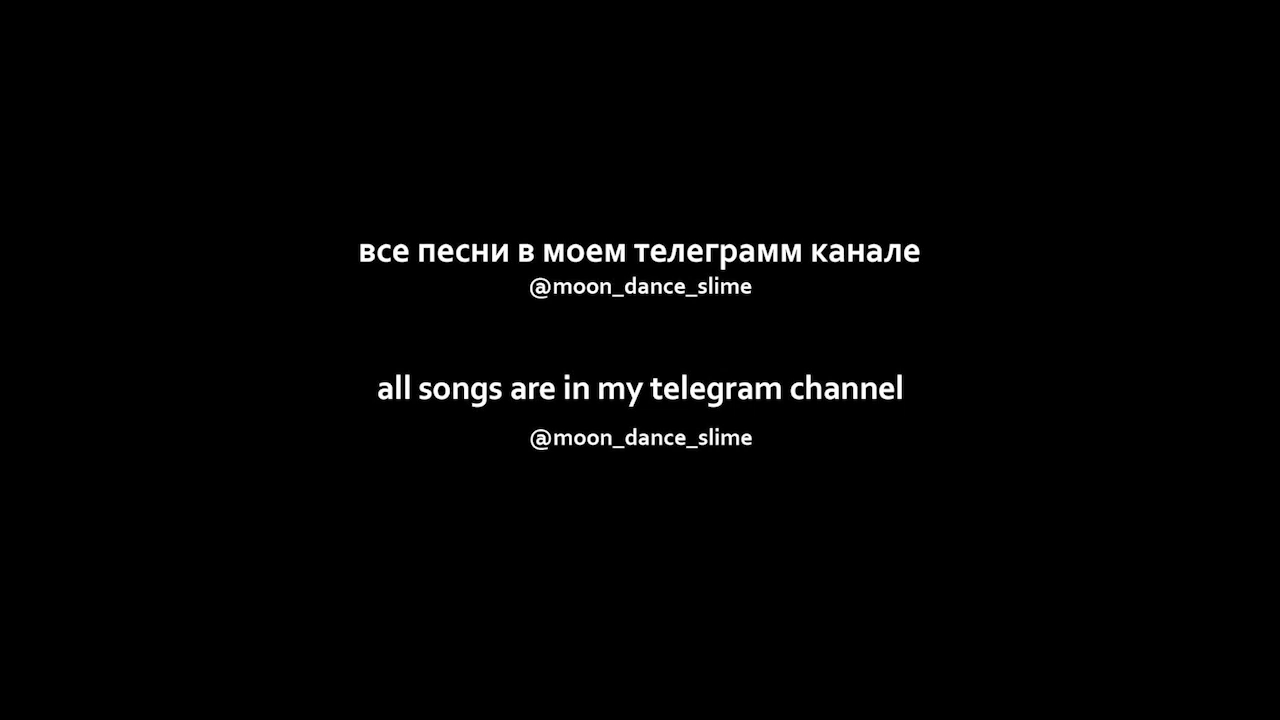 все песни в моем телеграмм канале
@moon_dance_slime
all songs are in my telegram channel
@moon_dance_slime